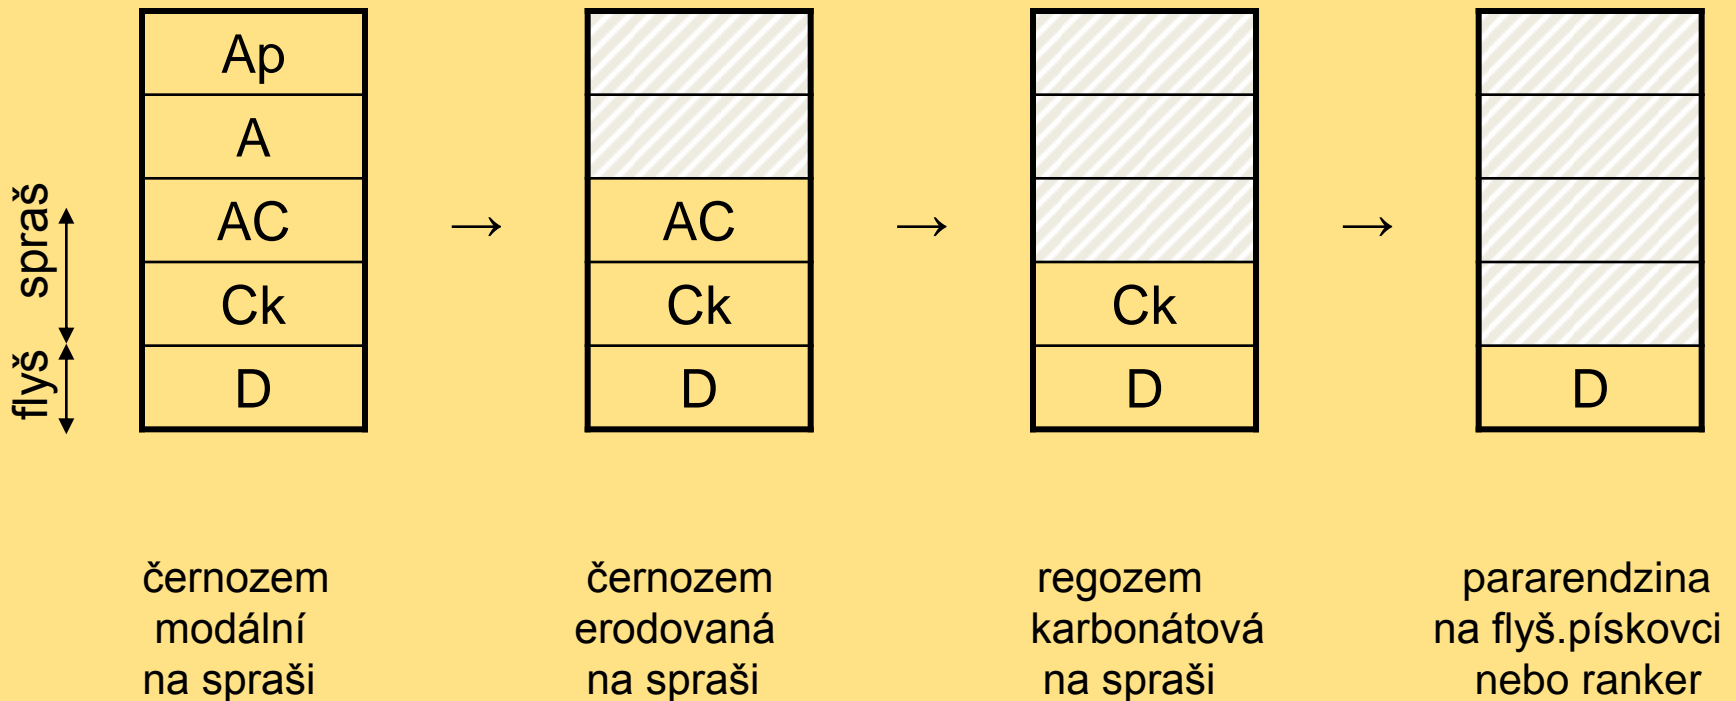 Ap
A
AC
Ck
D
spraš
flyš
→
AC
Ck
D
→
Ck
D
→
D
černozem
modální
na spraši
černozem
erodovaná
na spraši
regozem
karbonátová
na spraši
pararendzina
na flyš.pískovci
nebo ranker